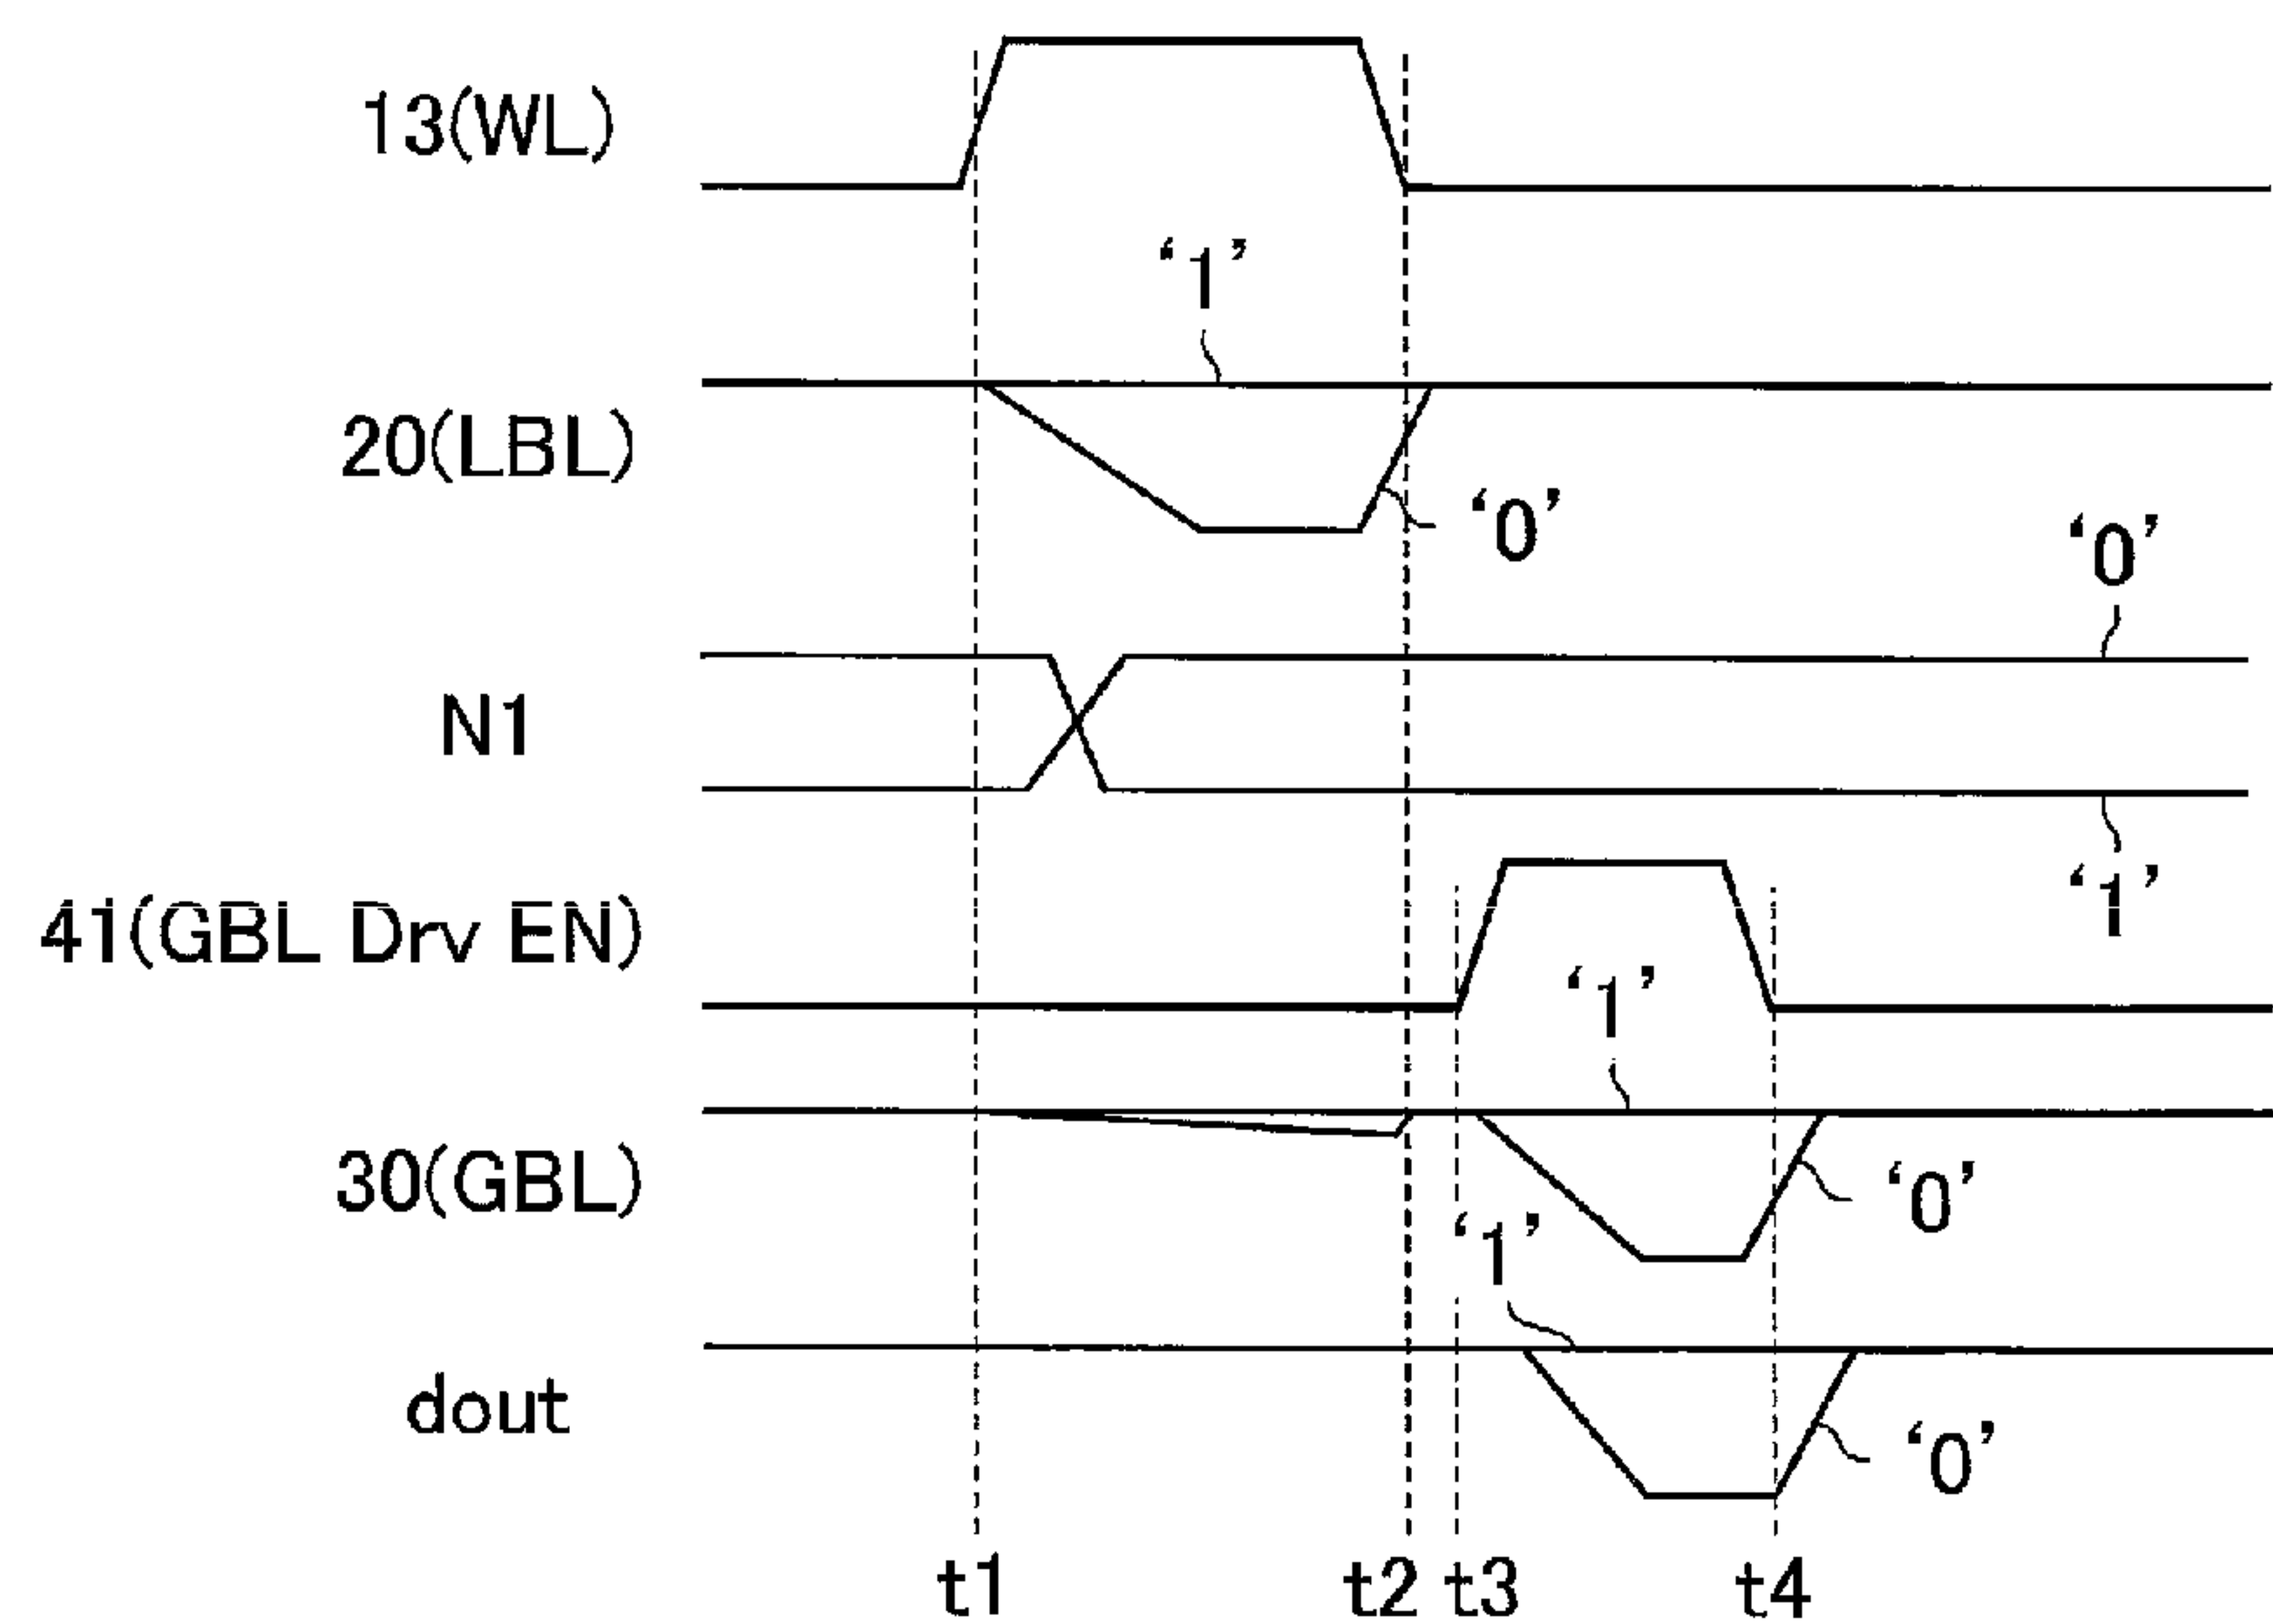 13(WL)
‘1’
20(LBL)
‘0’
‘0’
N1
‘1’
41(GBL Drv EN)
‘1’
30(GBL)
‘0’
‘1’
dout
‘0’
t1 t2 t3 t4